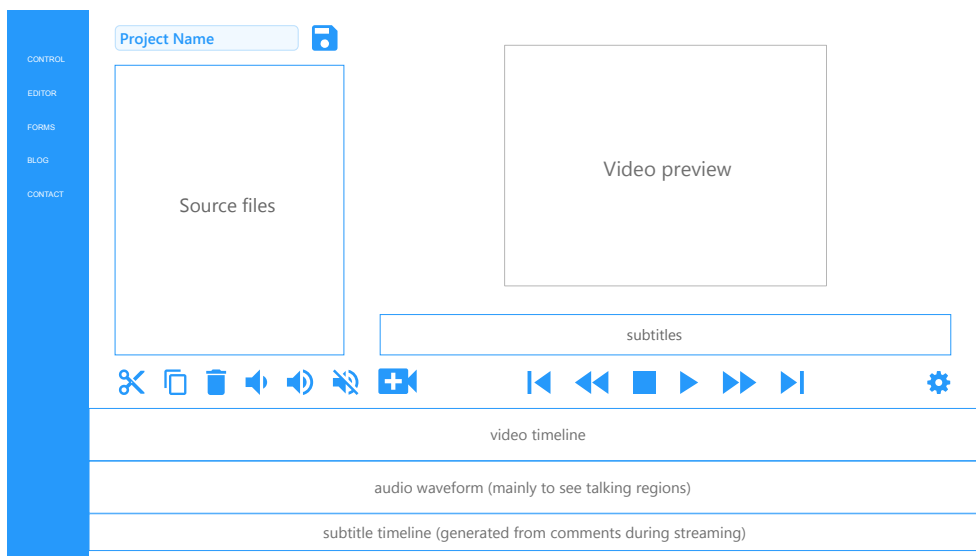 CONTROL
EDITOR
FORMS
BLOG
CONTACT
Project Name
Source files
Video preview
subtitles
video timeline
audio waveform (mainly to see talking regions)
subtitle timeline (generated from comments during streaming)